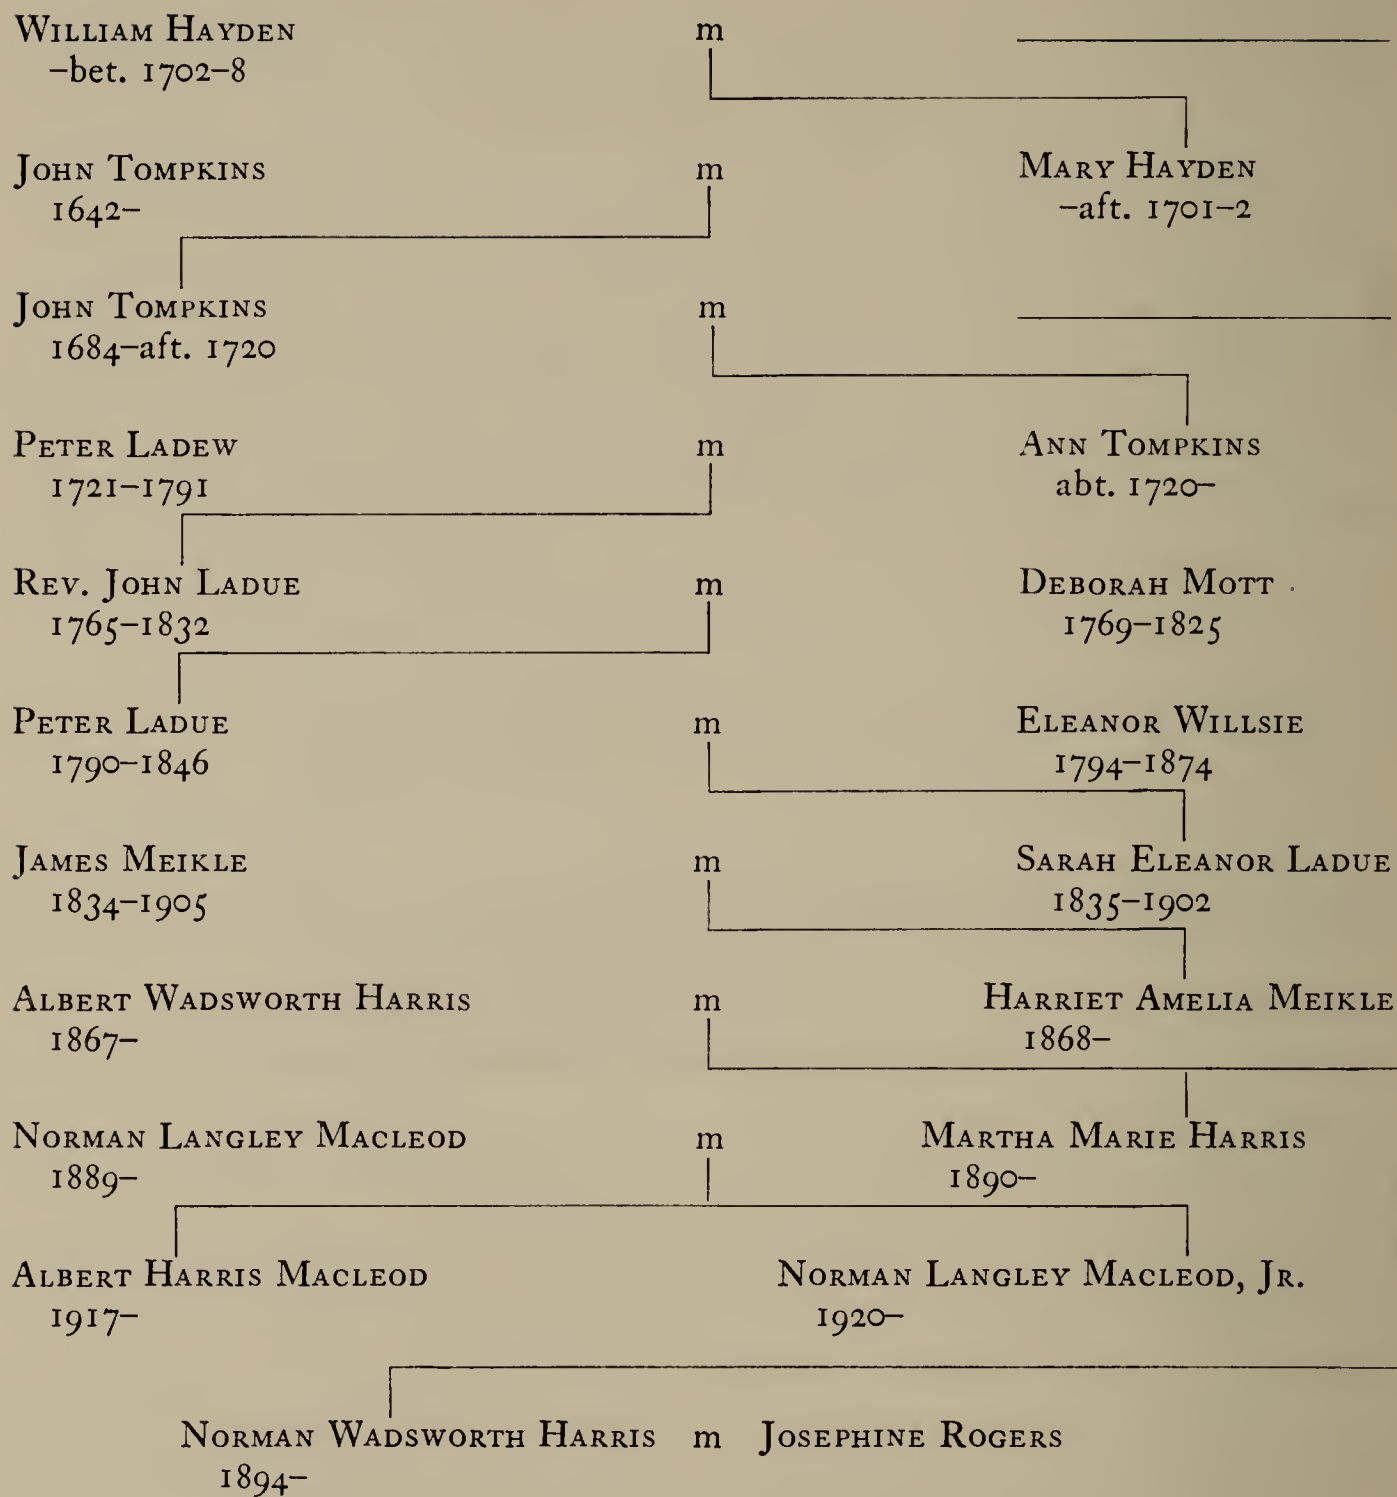 William Hayden m
–bet. 1702–8
John Tompkins m Mary Hayden
1642– –aft. 1701–2
John Tompkins m
1684–aft. 1720
Peter Ladew m Ann Tompkins
1721–1791 abt. 1720–
Rev. John Ladue m Deborah Mott
1765–1832 1769–1825
Peter Ladue m Eleanor Willsie
1790–1846 1794–1874
James Meikle m Sarah Eleanor Ladue
1834–1905 1835–1902
Albert Wadsworth Harris m Harriet Amelia Meikle
1867– 1868–
Norman Langley Macleod m Martha Marie Harris
1889– 1890–
Albert Harris Macleod Norman Langley Macleod, Jr.
1917– 1920–
Norman Wadsworth Harris m Josephine Rogers
1894–